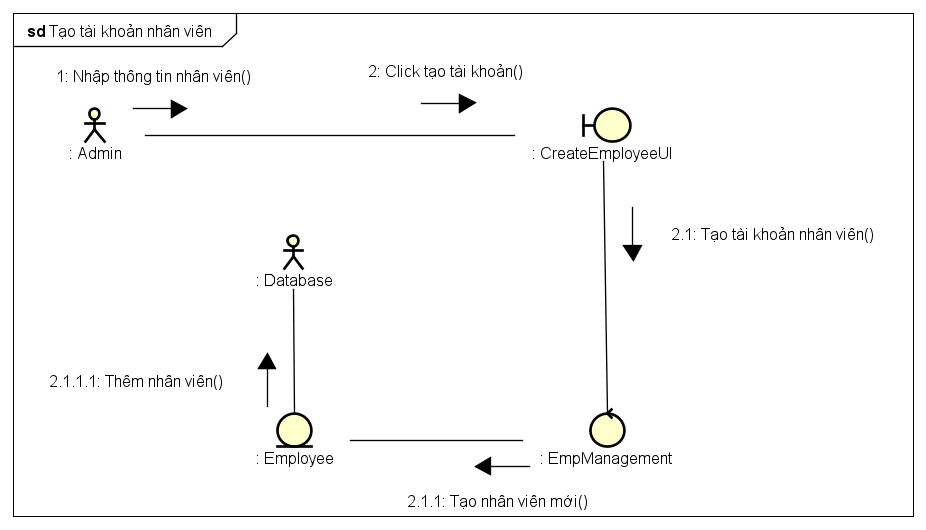 sd Tạo tài khoản nhân viên
1: Nhập thông tin nhân viên()
2: Click tạo tài khoản()
: Admin
: CreateEmployeeUI
2.1: Tạo tài khoản nhân viên()
: Database
2.1.1.1: Thêm nhân viên()
: Employee
: EmpManagement
2.1.1: Tạo nhân viên mới()